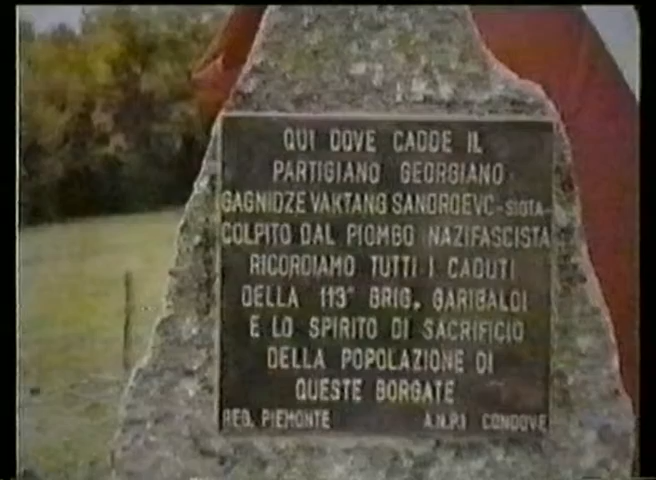 QUI DOVE CADDE IL
PARTIGIANO GEORGIANO
GAGNIDZE VAKTANG SANDROEVC -SIOTA-
COLPITO DAL PIOMBO NAZIFASCISTA
RICORDIAMO TUTTI I CADUTI
DELLA 113° BRIG. GARIBALDI
E LO SPIRITO DI SACRIFICIO
DELLA POPOLAZIONE DI
QUESTE BORGATE
REG. PIEMONTE A.N.P.I CONDOVE